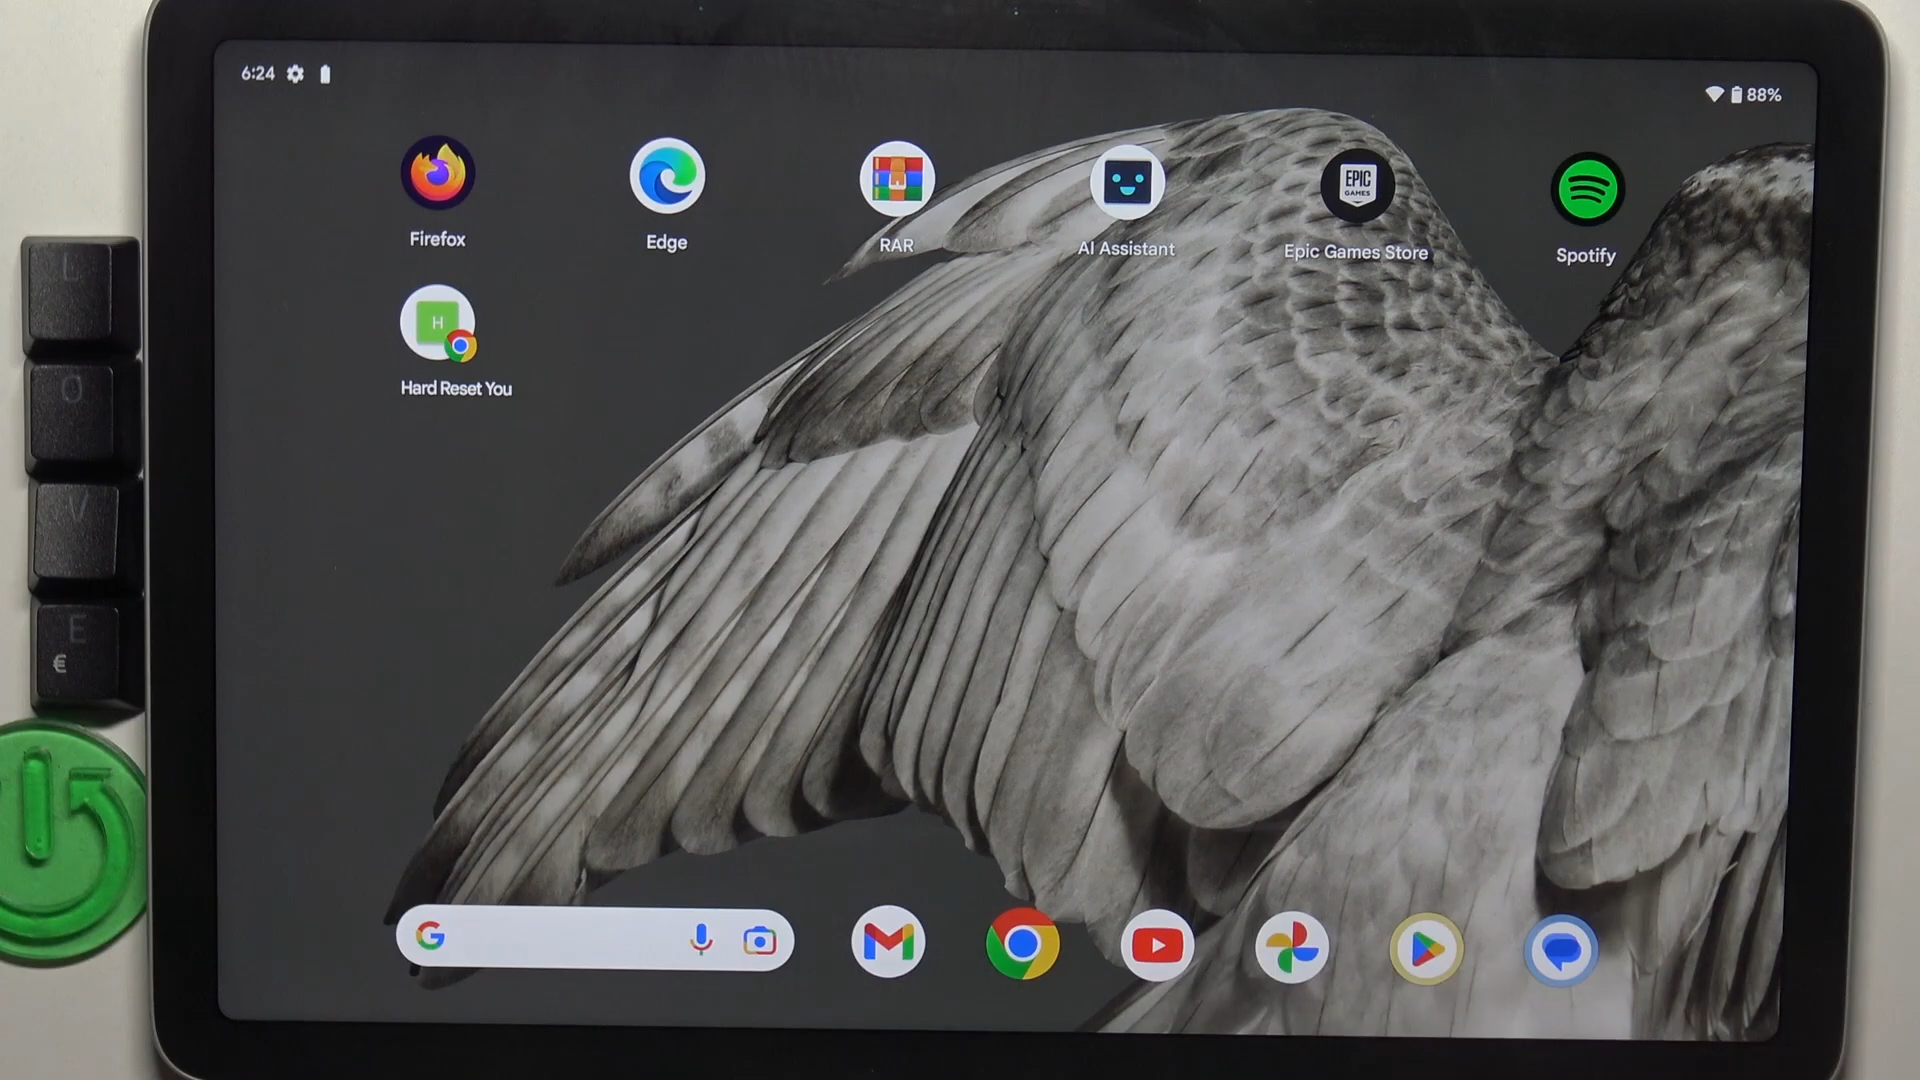 6:24
88%
Firefox
Edge
RAR
AI Assistant
EPIC
GAMES
Epic Games Store
Spotify
H
Hard Reset You
L
O
V
E
€
G